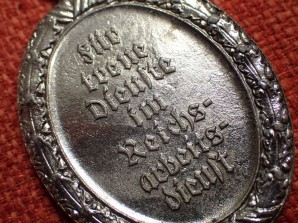 Für
treue
Dienste
im
Reichs-
arbeits-
dienst